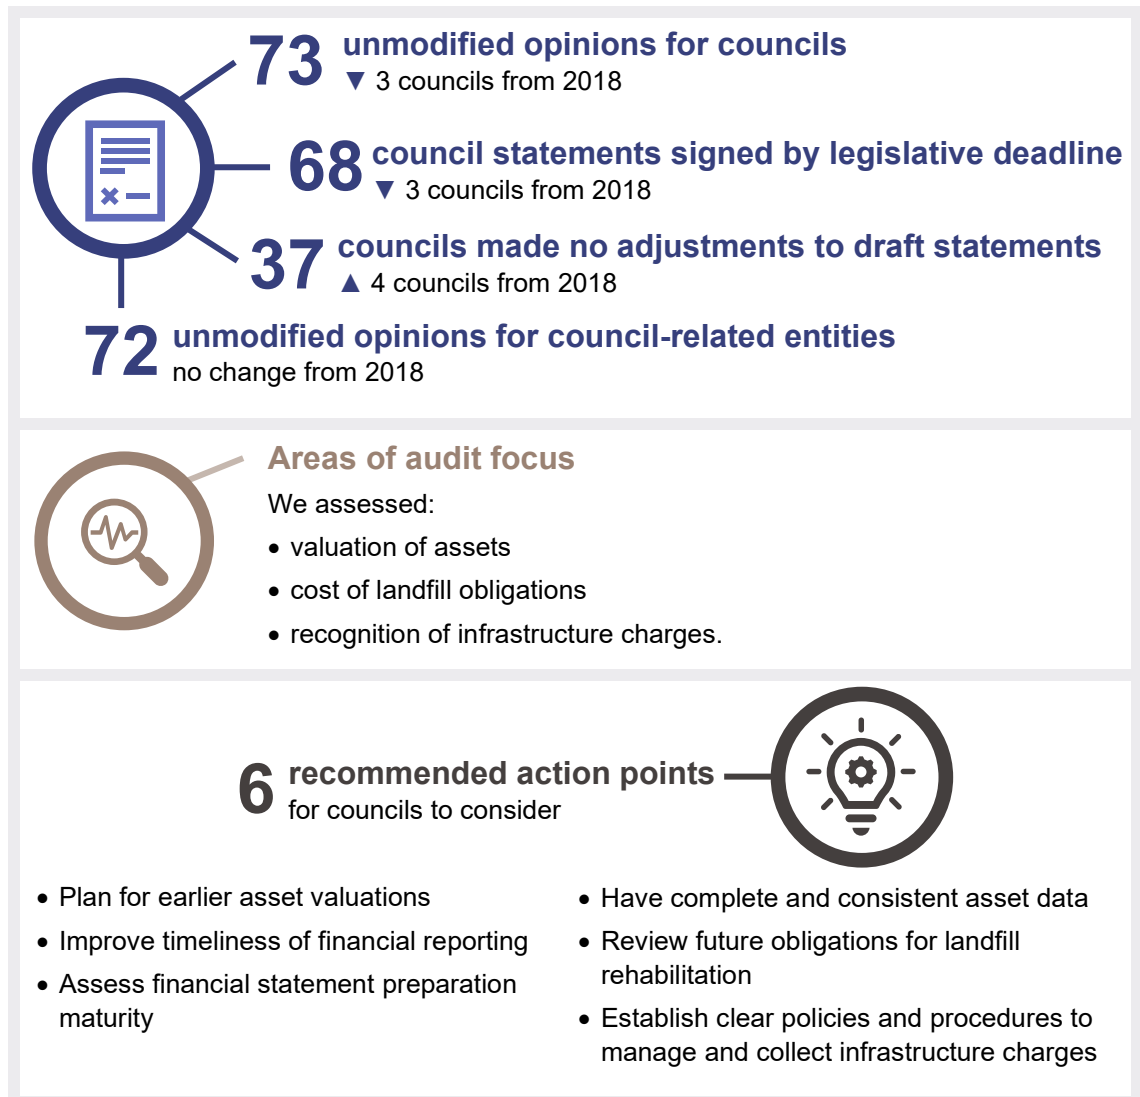 73 unmodified opinions for councils
▼ 3 councils from 2018
68 council statements signed by legislative deadline
▼ 3 councils from 2018
37 councils made no adjustments to draft statements
▲ 4 councils from 2018
72 unmodified opinions for council-related entities
no change from 2018
Areas of audit focus
We assessed:
• valuation of assets
• cost of landfill obligations
• recognition of infrastructure charges.
6 recommended action points
for councils to consider
• Plan for earlier asset valuations
• Improve timeliness of financial reporting
• Assess financial statement preparation
maturity
• Have complete and consistent asset data
• Review future obligations for landfill
rehabilitation
• Establish clear policies and procedures to
manage and collect infrastructure charges